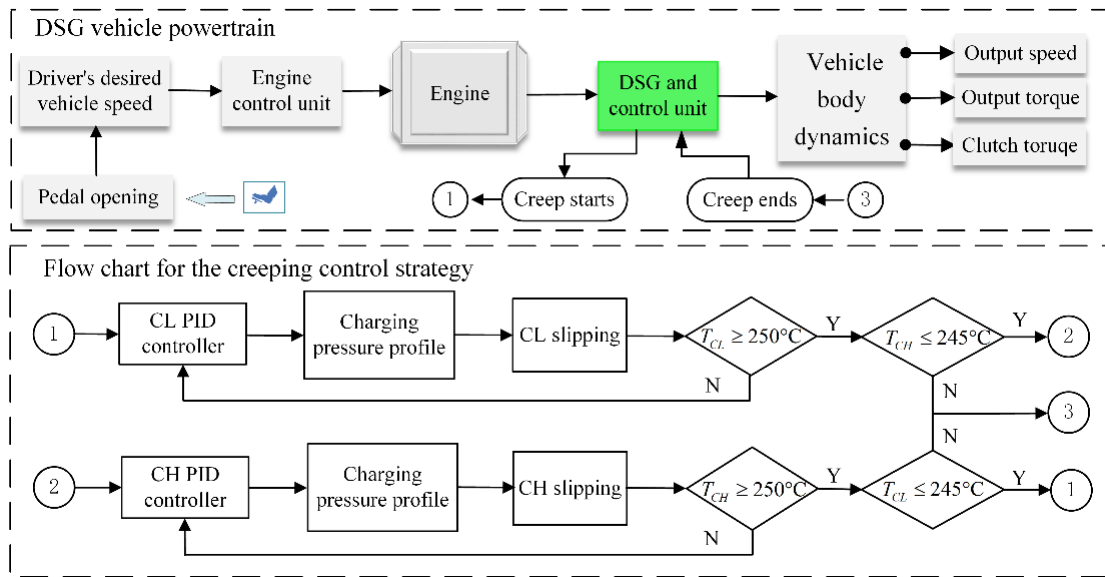 DSG vehicle powertrain
Driver's desired
vehicle speed
Engine
control unit
Engine
DSG and
control unit
Vehicle
body
dynamics
Output speed
Output torque
Clutch toruqe
Pedal opening
1
Creep starts
Creep ends
3
Flow chart for the creeping control strategy
1
CL PID
controller
Charging
pressure profile
CL slipping
T_CL ≥ 250°C
Y
T_CH ≤ 245°C
Y
2
N
N
3
N
2
CH PID
controller
Charging
pressure profile
CH slipping
T_CH ≥ 250°C
Y
T_CL ≤ 245°C
Y
1
N